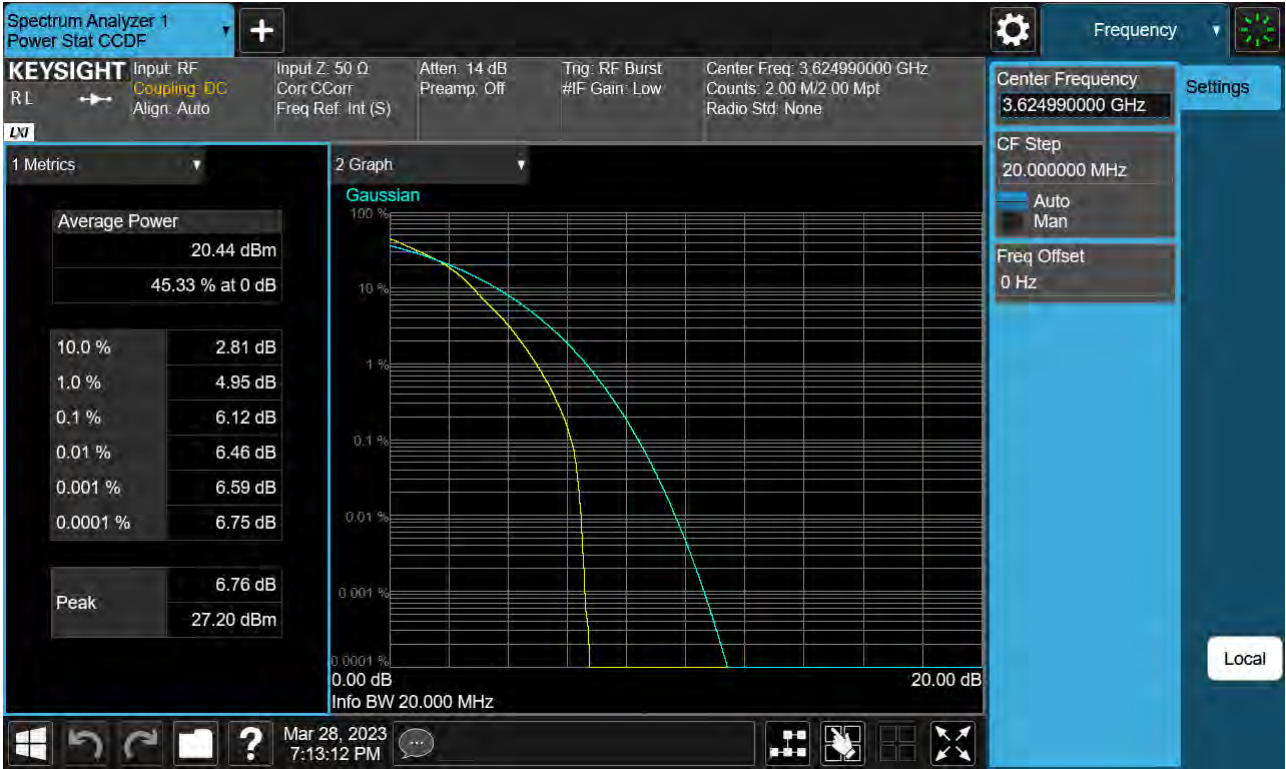 Spectrum Analyzer 1
Power Stat CCDF
+
Frequency
KEYSIGHT
RL
LXI
Input: RF
Coupling: DC
Align: Auto
Input Z: 50 Ω
Corr CCorr
Freq Ref: Int (S)
Atten: 14 dB
Preamp: Off
Trig: RF Burst
#IF Gain: Low
Center Freq: 3.624990000 GHz
Counts: 2.00 M/2.00 Mpt
Radio Std: None
Center Frequency
3.624990000 GHz
Settings
CF Step
20.000000 MHz
Auto
Man
Freq Offset
0 Hz
1 Metrics
Average Power
20.44 dBm
45.33 % at 0 dB
10.0 % 2.81 dB
1.0 % 4.95 dB
0.1 % 6.12 dB
0.01 % 6.46 dB
0.001 % 6.59 dB
0.0001 % 6.75 dB
Peak
6.76 dB
27.20 dBm
2 Graph
Gaussian
100 %
10 %
1 %
0.1 %
0.01 %
0.001 %
0.0001 %
0.00 dB 20.00 dB
Info BW 20.000 MHz
Local
?
Mar 28, 2023
7:13:12 PM